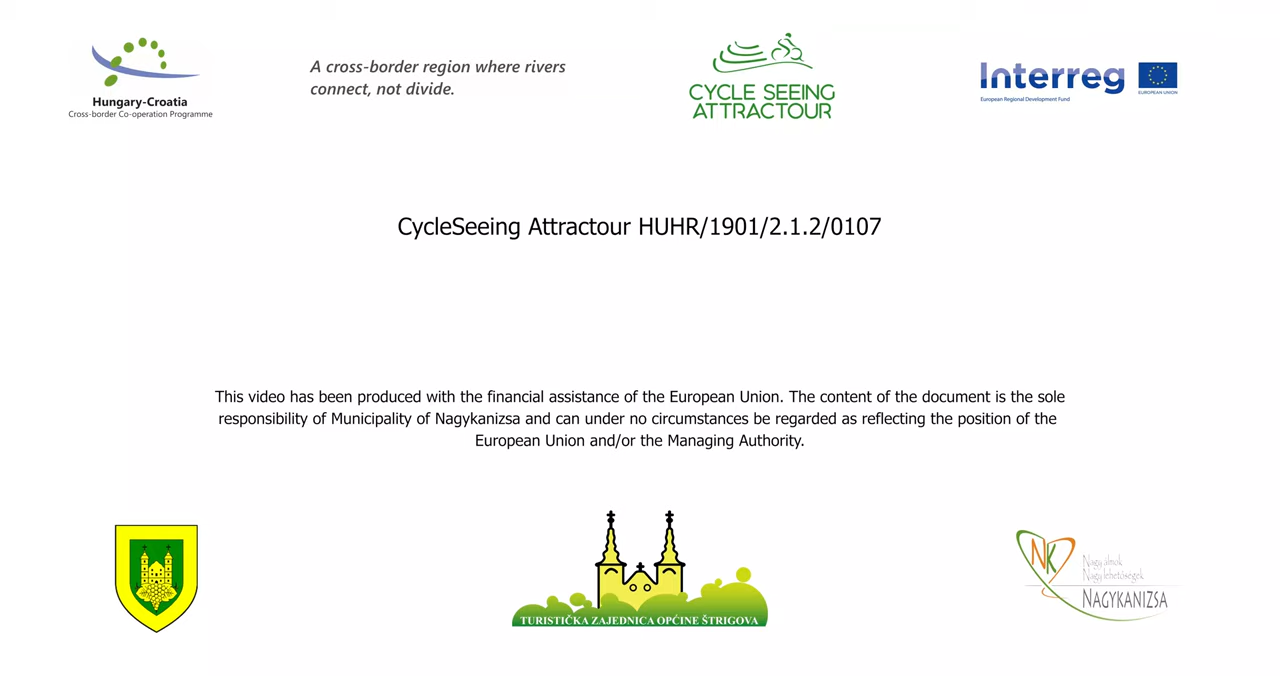 Hungary-Croatia
Cross-border Co-operation Programme
A cross-border region where rivers
connect, not divide.
CYCLE SEEING
ATTRACTOUR
Interreg
European Regional Development Fund
EUROPEAN UNION
CycleSeeing Attractour HUHR/1901/2.1.2/0107
This video has been produced with the financial assistance of the European Union. The content of the document is the sole
responsibility of Municipality of Nagykanizsa and can under no circumstances be regarded as reflecting the position of the
European Union and/or the Managing Authority.
TURISTIČKA ZAJEDNICA OPĆINE ŠTRIGOVA
NK
Nagy álmok
Nagy lehetőségek
NAGYKANIZSA